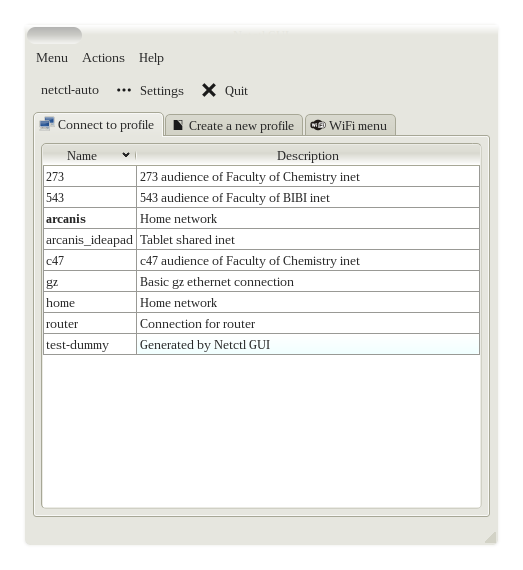 Menu Actions Help
netctl-auto ••• Settings Quit
Connect to profile Create a new profile WiFi WiFi menu
Name Description
273 273 audience of Faculty of Chemistry inet
543 543 audience of Faculty of BIBI inet
arcanis Home network
arcanis_ideapad Tablet shared inet
c47 c47 audience of Faculty of Chemistry inet
gz Basic gz ethernet connection
home Home network
router Connection for router
test-dummy Generated by Netctl GUI